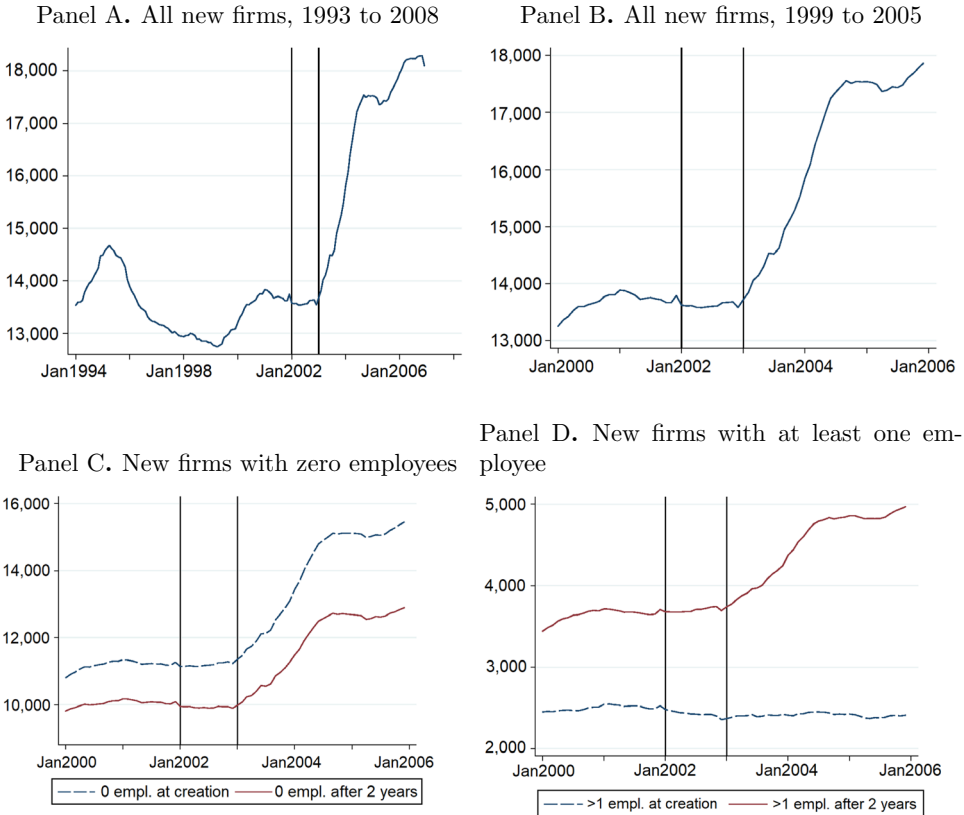 Panel A. All new firms, 1993 to 2008
18,000
17,000
16,000
15,000
14,000
13,000
Jan1994 Jan1998 Jan2002 Jan2006
Panel B. All new firms, 1999 to 2005
18,000
17,000
16,000
15,000
14,000
13,000
Jan2000 Jan2002 Jan2004 Jan2006
Panel C. New firms with zero employees
16,000
14,000
12,000
10,000
Jan2000 Jan2002 Jan2004 Jan2006
0 empl. at creation 0 empl. after 2 years
Panel D. New firms with at least one em-
ployee
5,000
4,000
3,000
2,000
Jan2000 Jan2002 Jan2004 Jan2006
>1 empl. at creation >1 empl. after 2 years